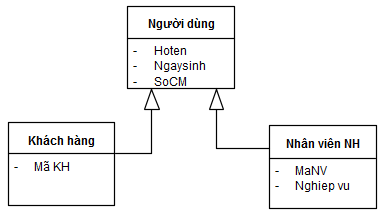 Người dùng
- Hoten
- Ngaysinh
- SoCM
Khách hàng
- Mã KH
Nhân viên NH
- MaNV
- Nghiep vu